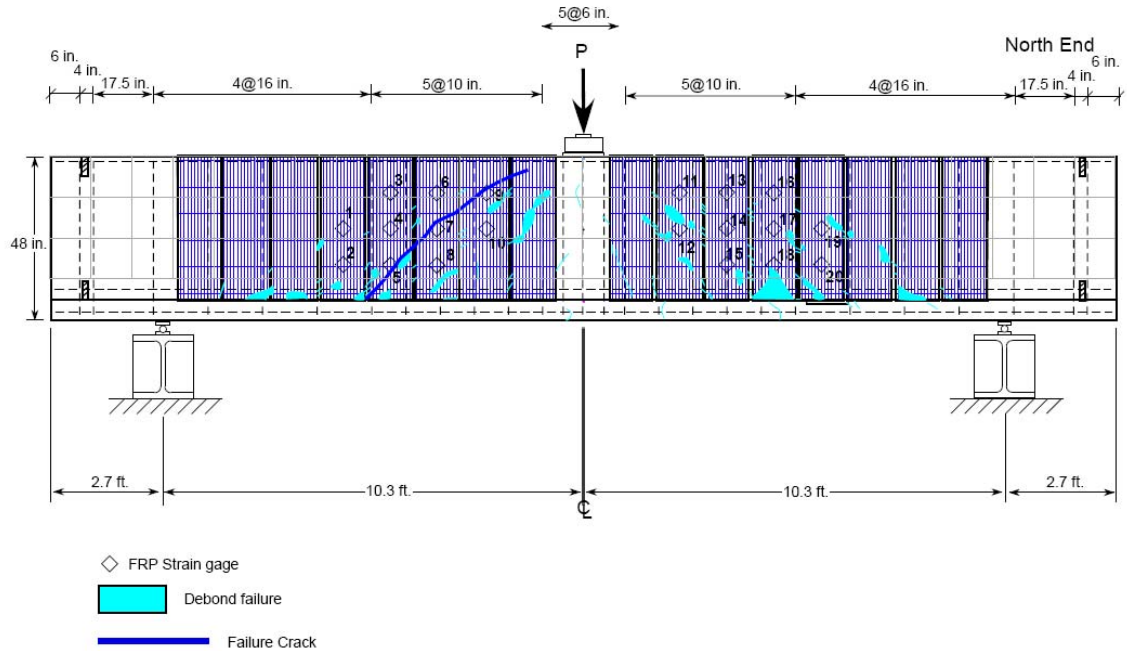 5@6 in.
P
North End
6 in.
4 in.
17.5 in.
4@16 in.
5@10 in.
5@10 in.
4@16 in.
17.5 in.
4 in.
6 in.
48 in.
3
6
9
11
13
16
1
4
7
10
12
14
17
19
2
5
8
15
18
20
2.7 ft.
10.3 ft.
10.3 ft.
2.7 ft.
CL
FRP Strain gage
Debond failure
Failure Crack